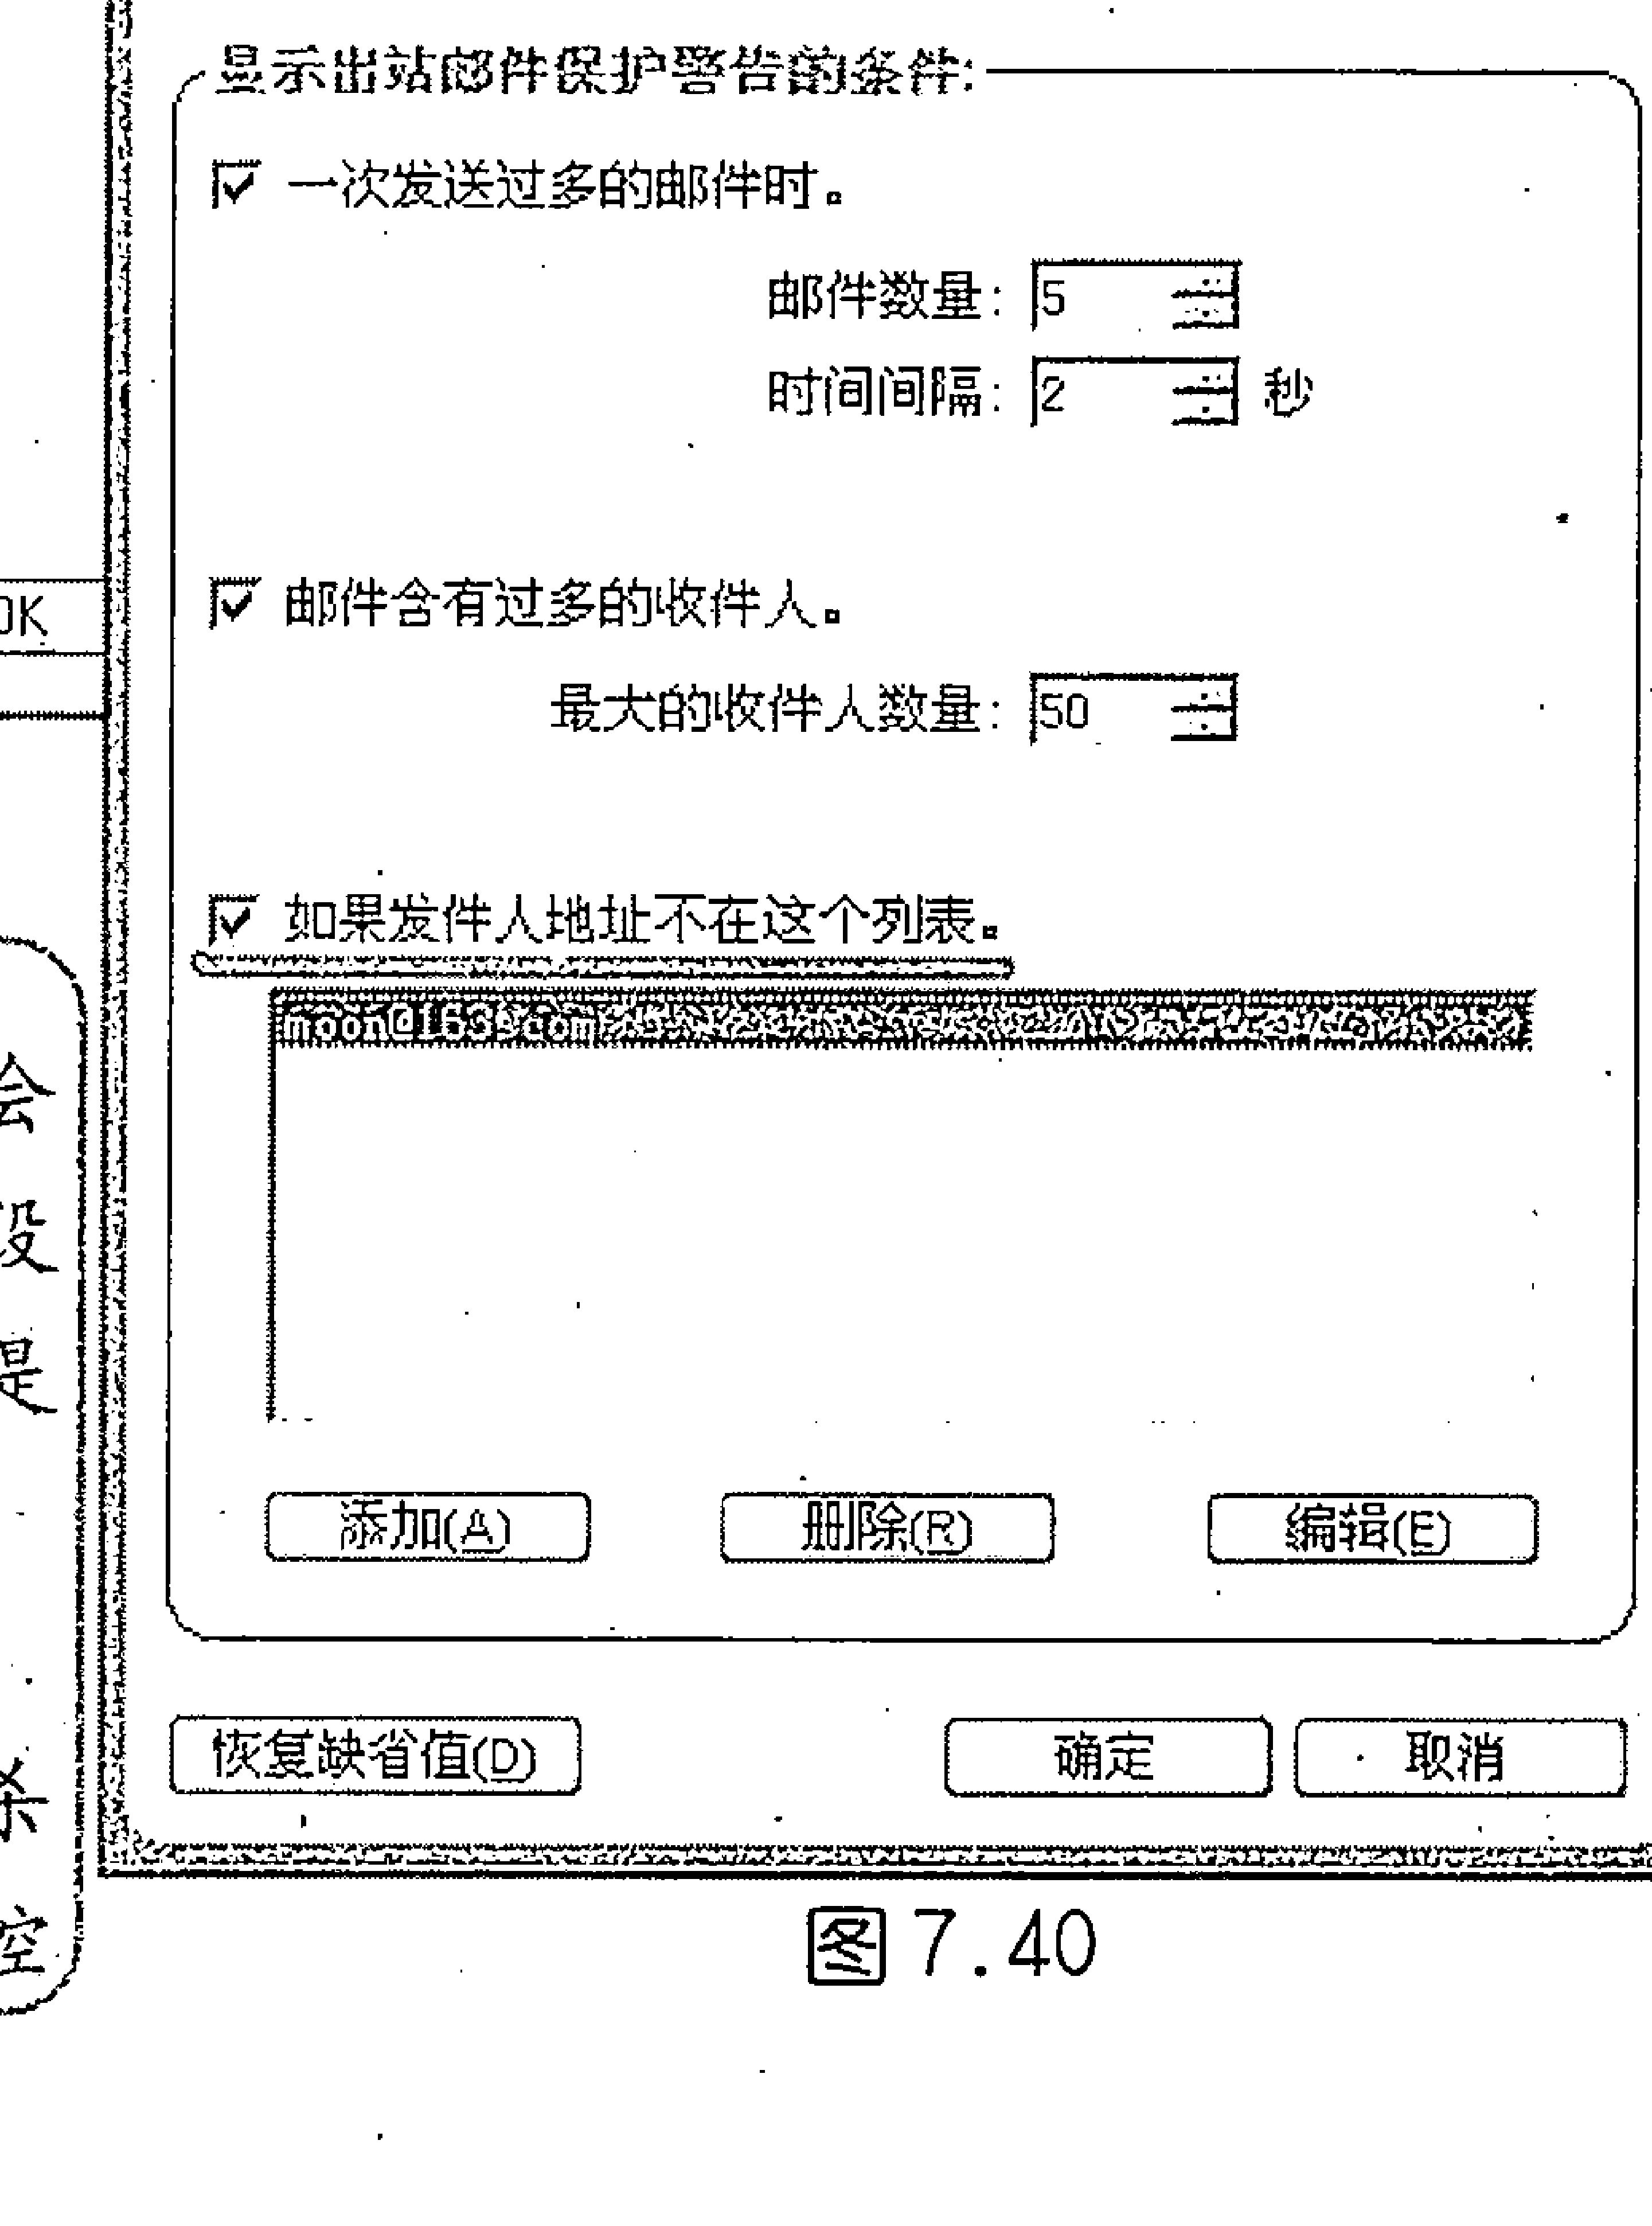 显示出站邮件保护警告的条件:
一次发送过多的邮件时。
邮件数量: 5
时间间隔: 2 秒
OK
邮件含有过多的收件人。
最大的收件人数量: 50
如果发件人地址不在这个列表。
moon@163.com
添加(A) 删除(R) 编辑(E)
恢复缺省值(D) 确定 取消
图 7.40
会
设
是
控